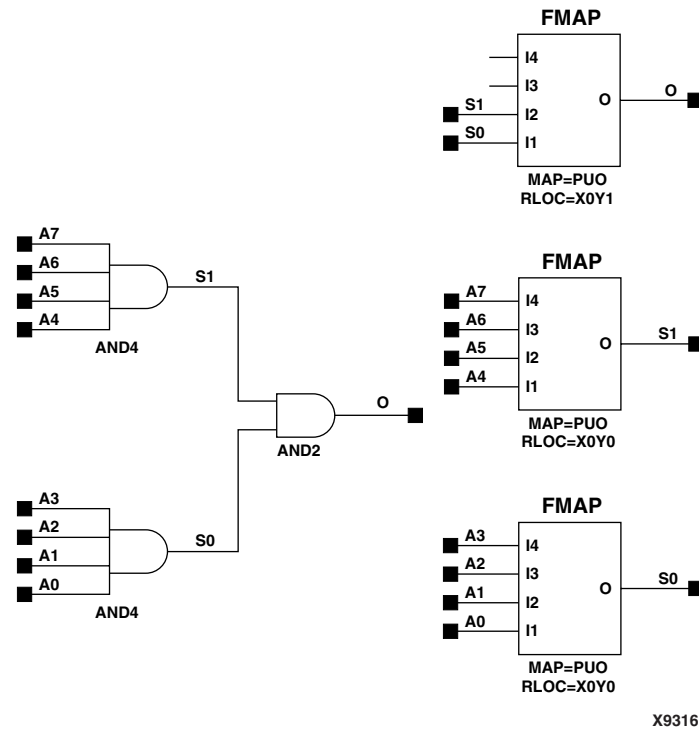 A7
A6
A5
A4
AND4
S1
A3
A2
A1
A0
AND4
S0
AND2
O
FMAP
I4
I3
S1 I2
S0 I1
O O
MAP=PUO
RLOC=X0Y1
FMAP
A7 I4
A6 I3
A5 I2
A4 I1
O S1
MAP=PUO
RLOC=X0Y0
FMAP
A3 I4
A2 I3
A1 I2
A0 I1
O S0
MAP=PUO
RLOC=X0Y0
X9316